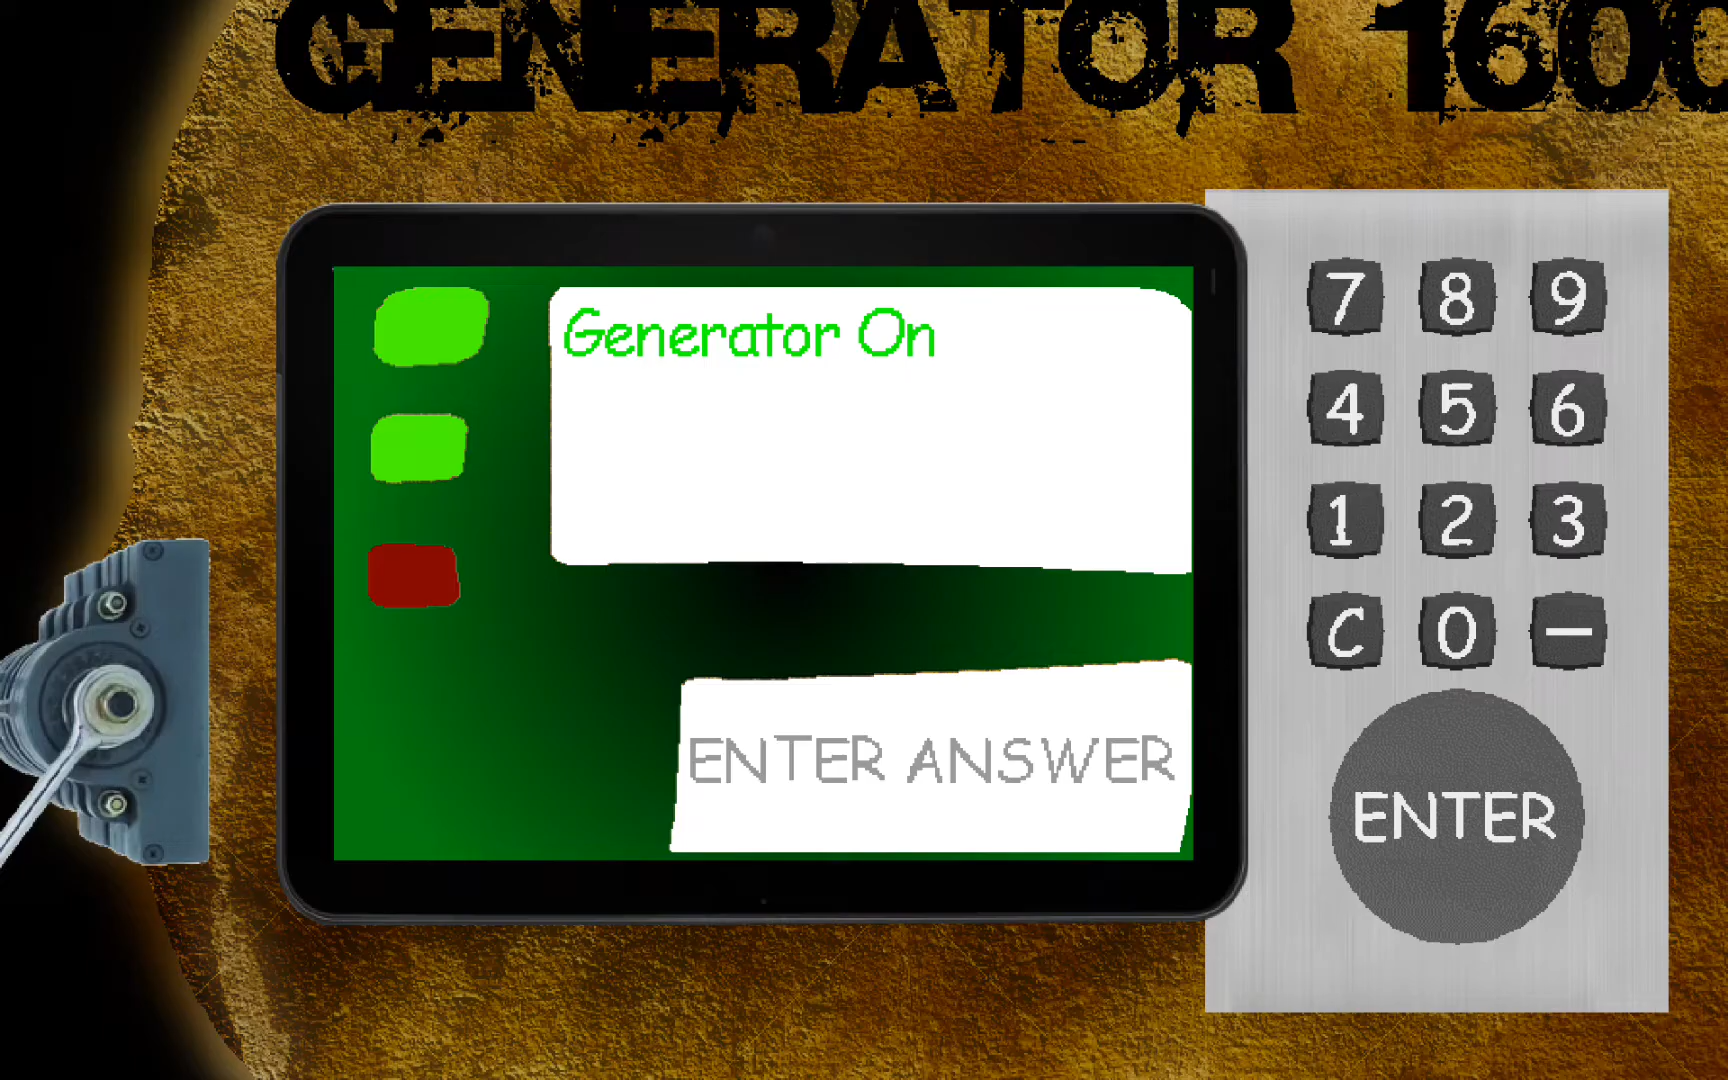 GENERATOR 1600
Generator On
7 8 9
4 5 6
1 2 3
C 0 —
ENTER ANSWER
ENTER